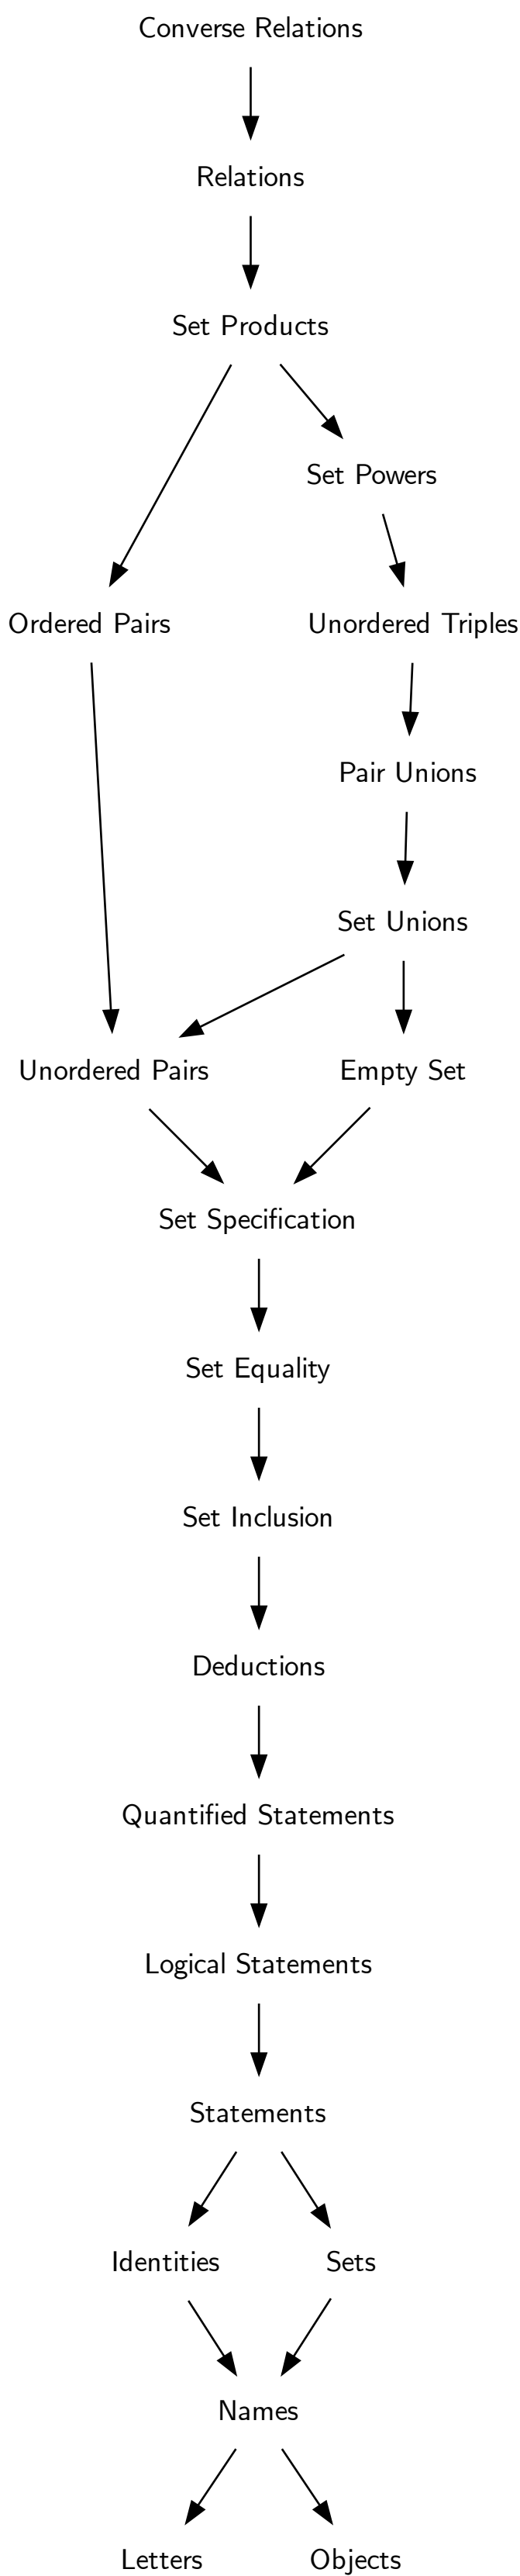 Converse Relations
Relations
Set Products
Set Powers
Ordered Pairs
Unordered Triples
Pair Unions
Set Unions
Unordered Pairs
Empty Set
Set Specification
Set Equality
Set Inclusion
Deductions
Quantified Statements
Logical Statements
Statements
Identities
Sets
Names
Letters
Objects